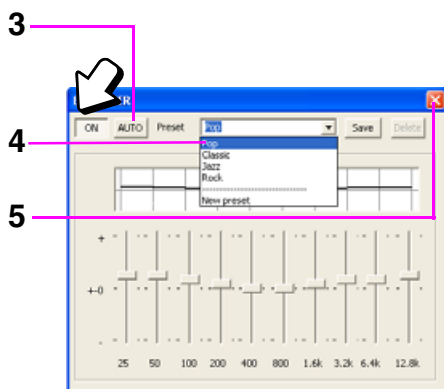 3
ON AUTO Preset Pop Save Delete
4
Pop
Classic
Jazz
Rock
New preset
5
+
+-0
-
25 50 100 200 400 800 1.6k 3.2k 6.4k 12.8k